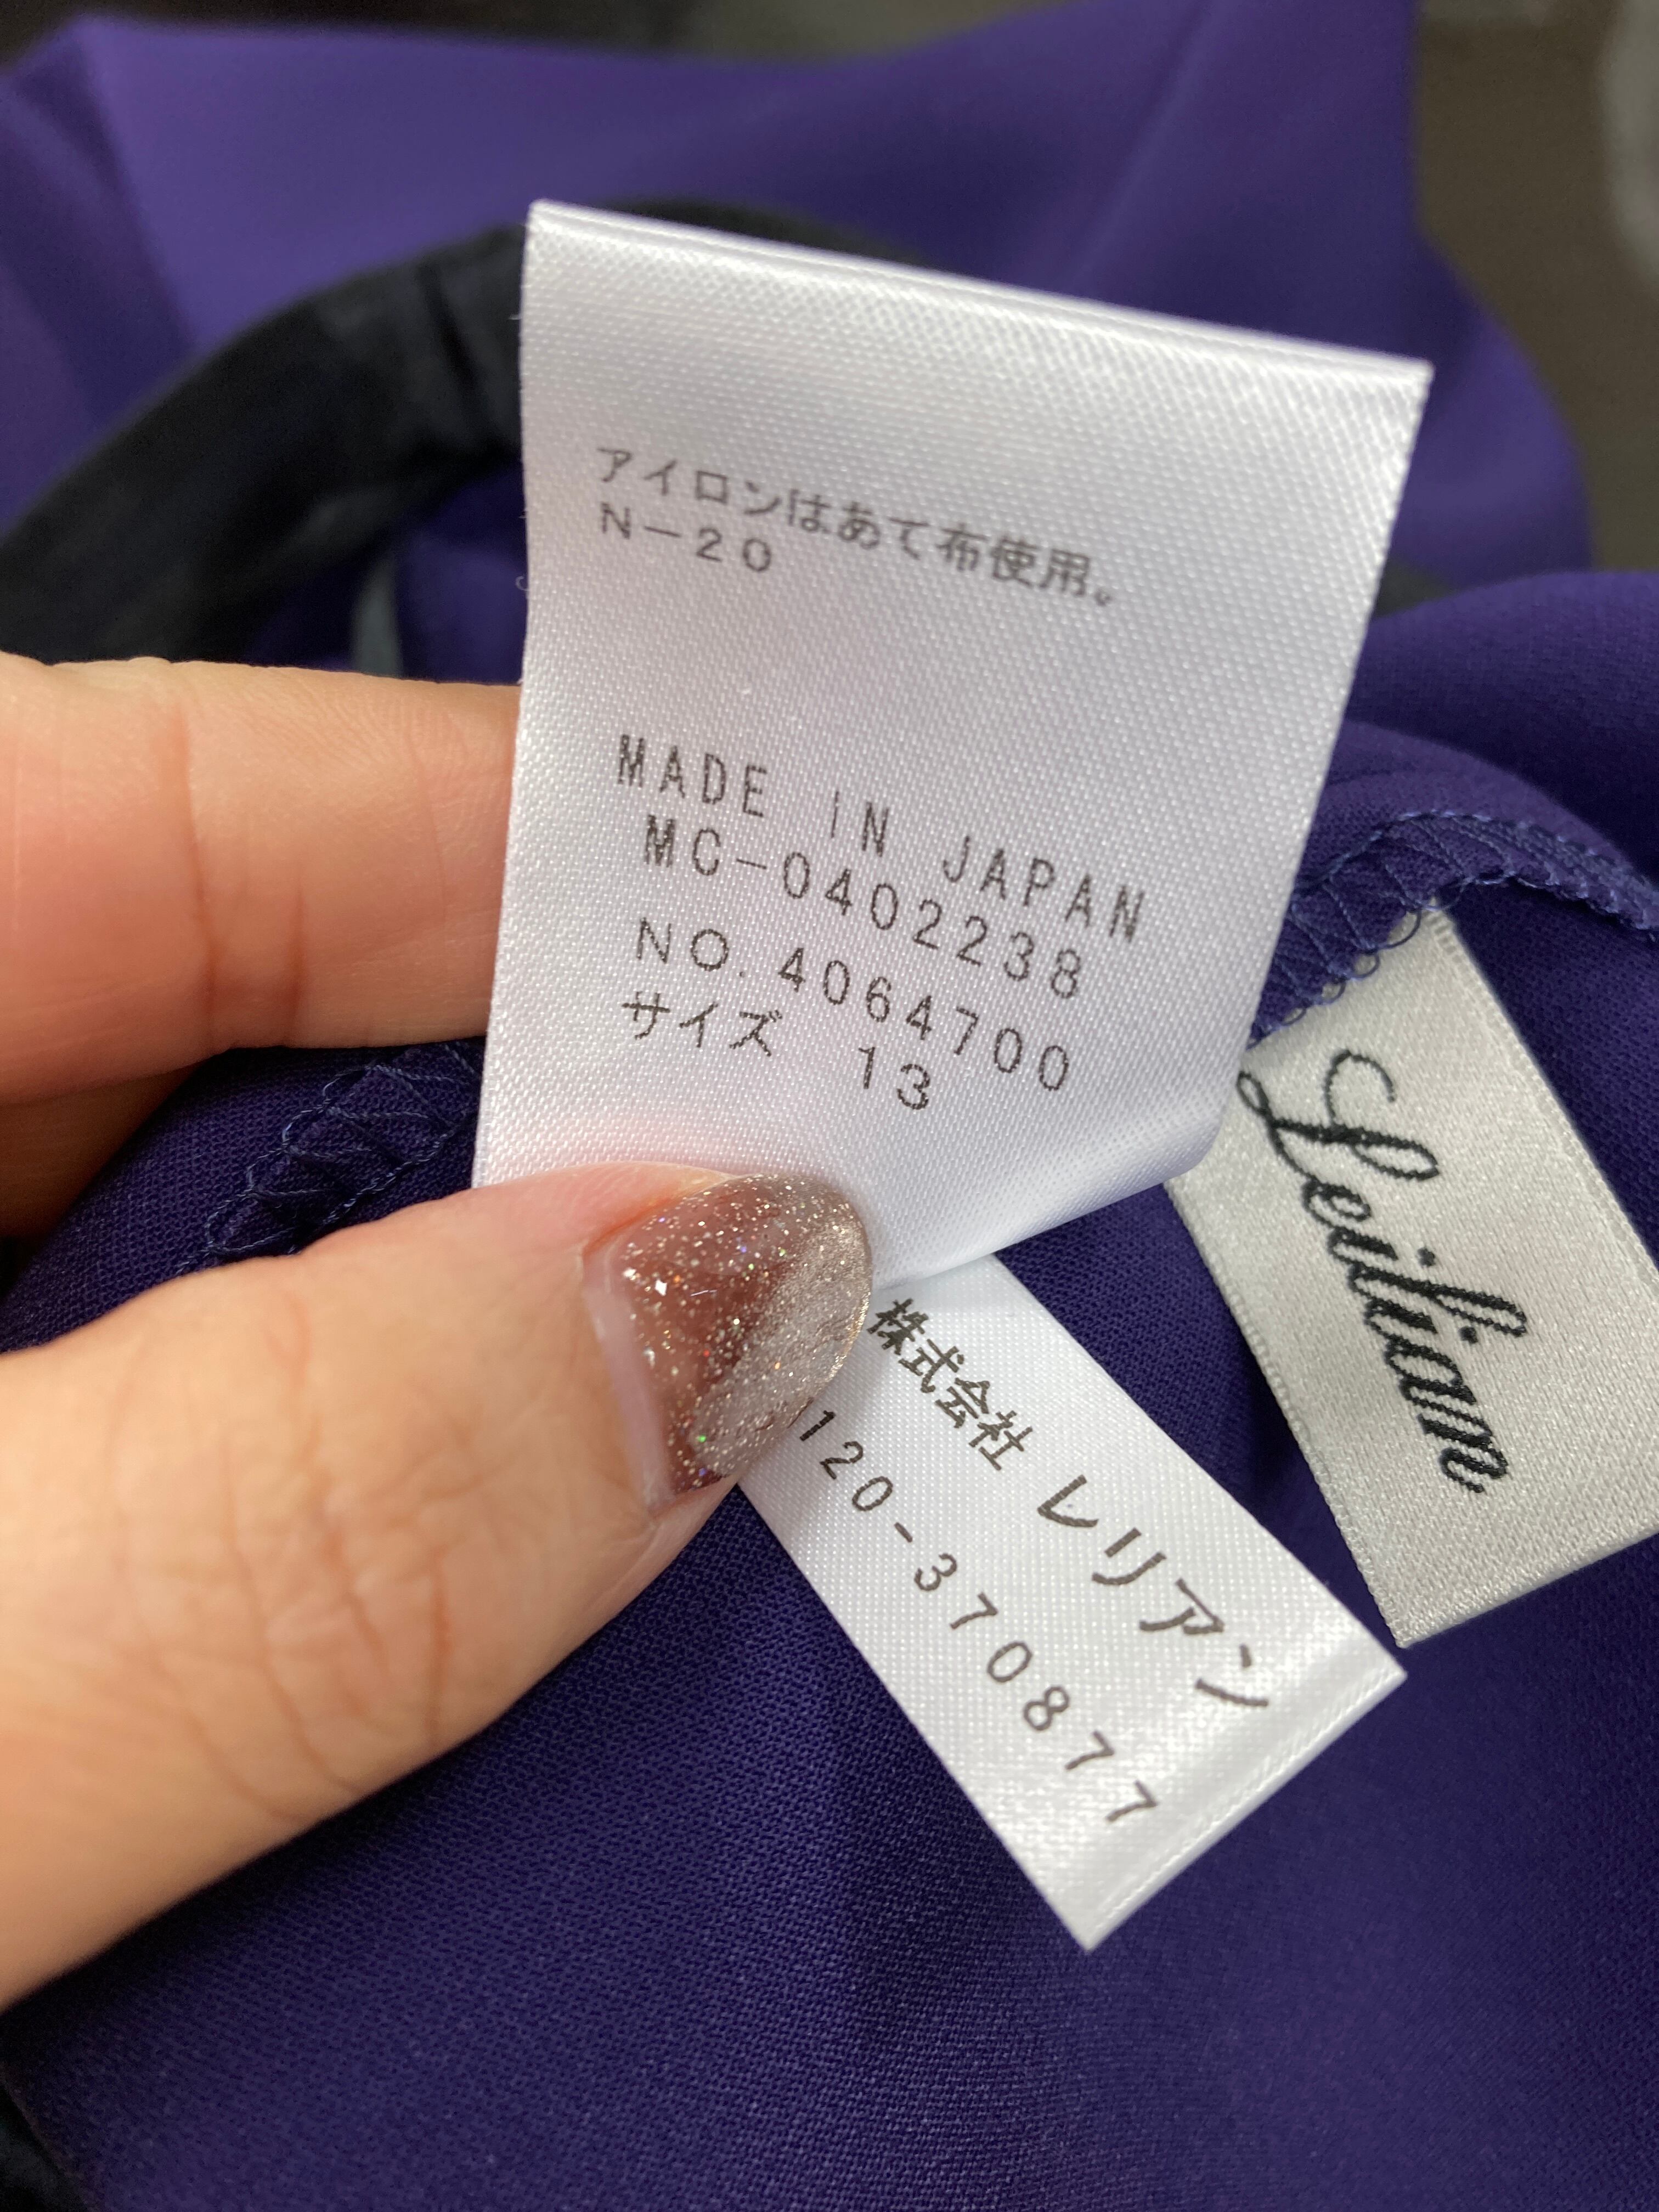 アイロンはあて布使用。
N-20
MADE IN JAPAN
MC-0402238
NO.4064700
サイズ 13
Leilian
株式会社 レリアン
120-370877